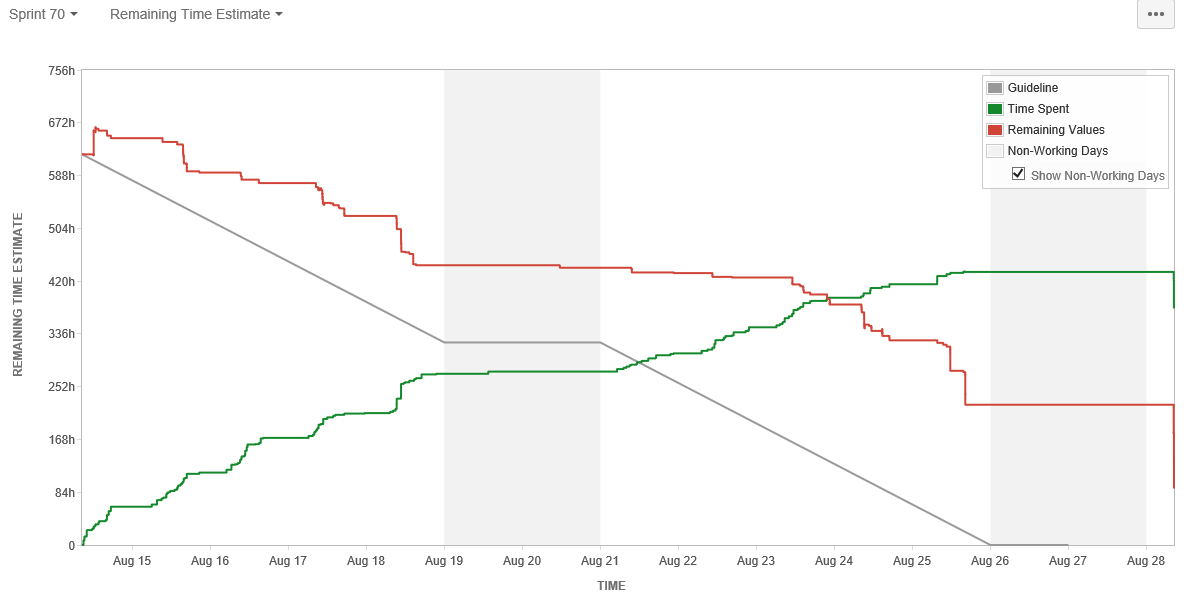 Sprint 70 Remaining Time Estimate
756h
672h
588h
504h
420h
336h
252h
168h
84h
0
REMAINING TIME ESTIMATE
Guideline
Time Spent
Remaining Values
Non-Working Days
Show Non-Working Days
Aug 15 Aug 16 Aug 17 Aug 18 Aug 19 Aug 20 Aug 21 Aug 22 Aug 23 Aug 24 Aug 25 Aug 26 Aug 27 Aug 28
TIME